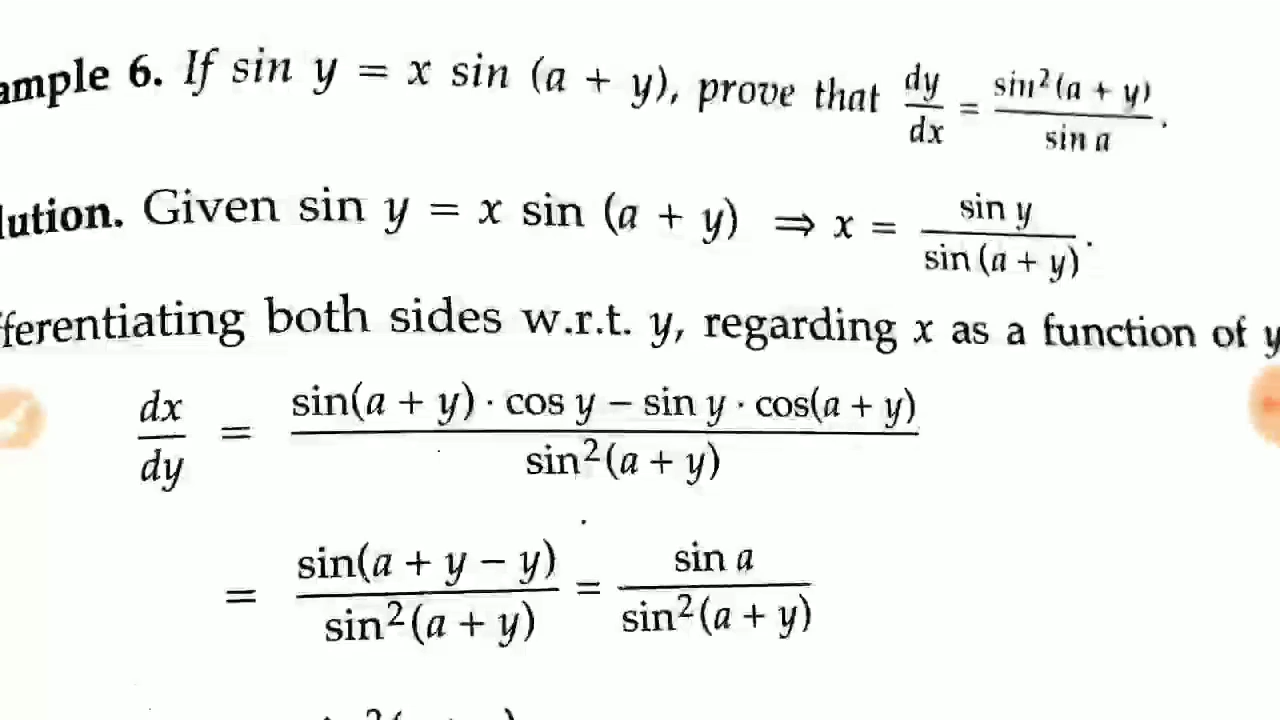 ample 6. If sin y = x sin (a + y), prove that dy/dx = sin²(a + y)/sin a.
lution. Given sin y = x sin (a + y) ⇒ x = sin y/sin (a + y).
fferentiating both sides w.r.t. y, regarding x as a function of y
dx/dy = sin(a + y) · cos y – sin y · cos(a + y)/sin²(a + y)
= sin(a + y – y)/sin²(a + y) = sin a/sin²(a + y)